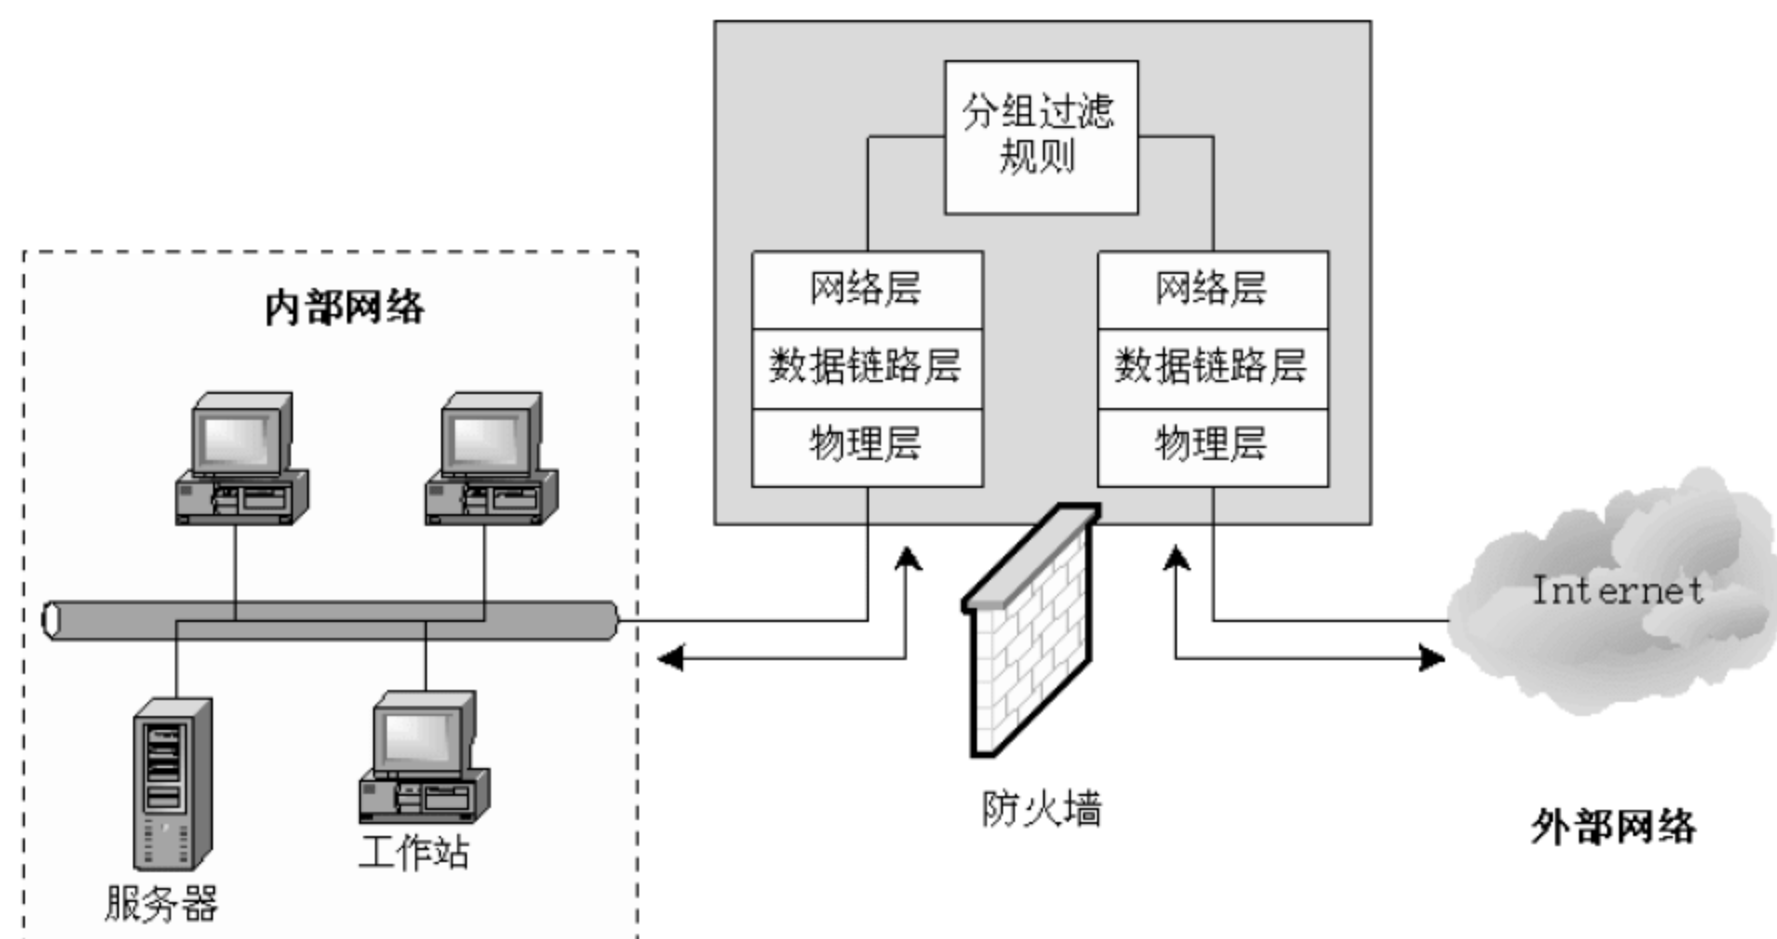 分组过滤
规则
网络层
数据链路层
物理层
网络层
数据链路层
物理层
内部网络
Internet
防火墙
外部网络
工作站
服务器